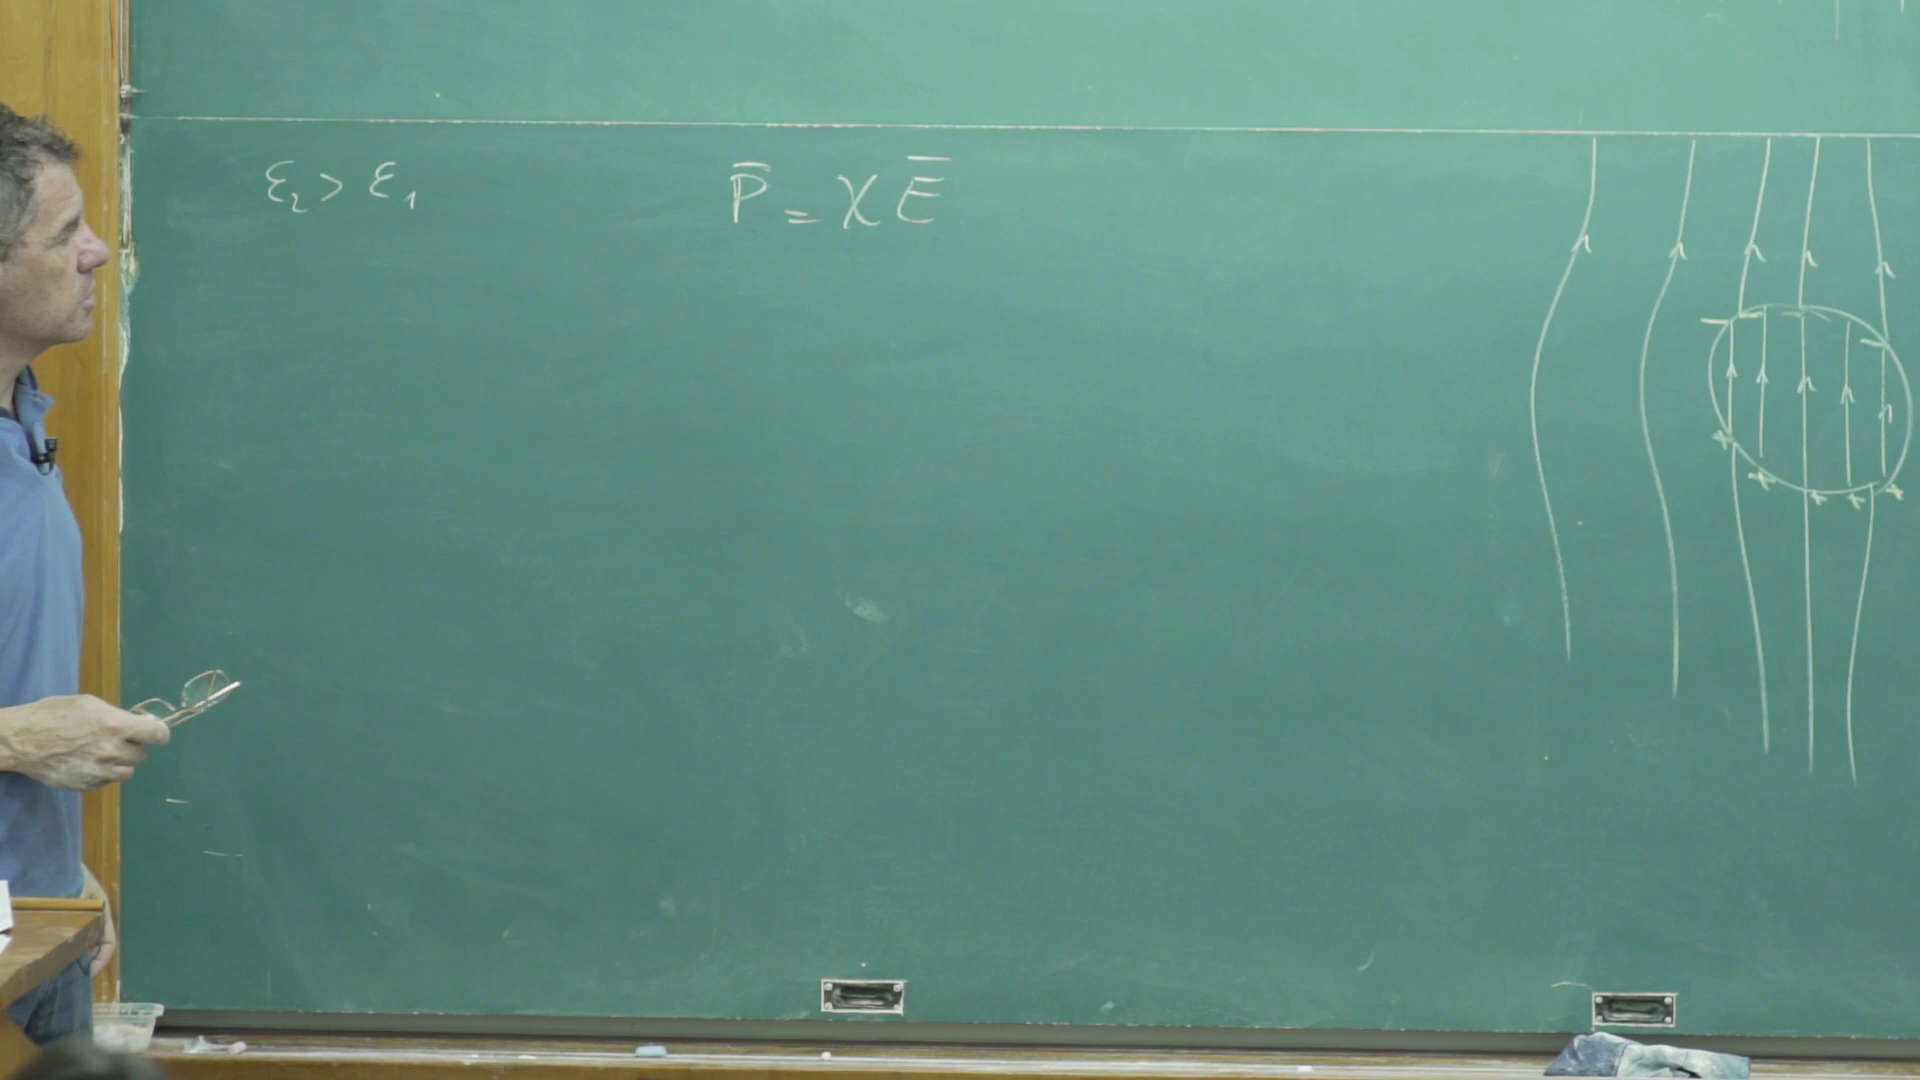 ε₂ > ε₁
P̅ = χ E̅